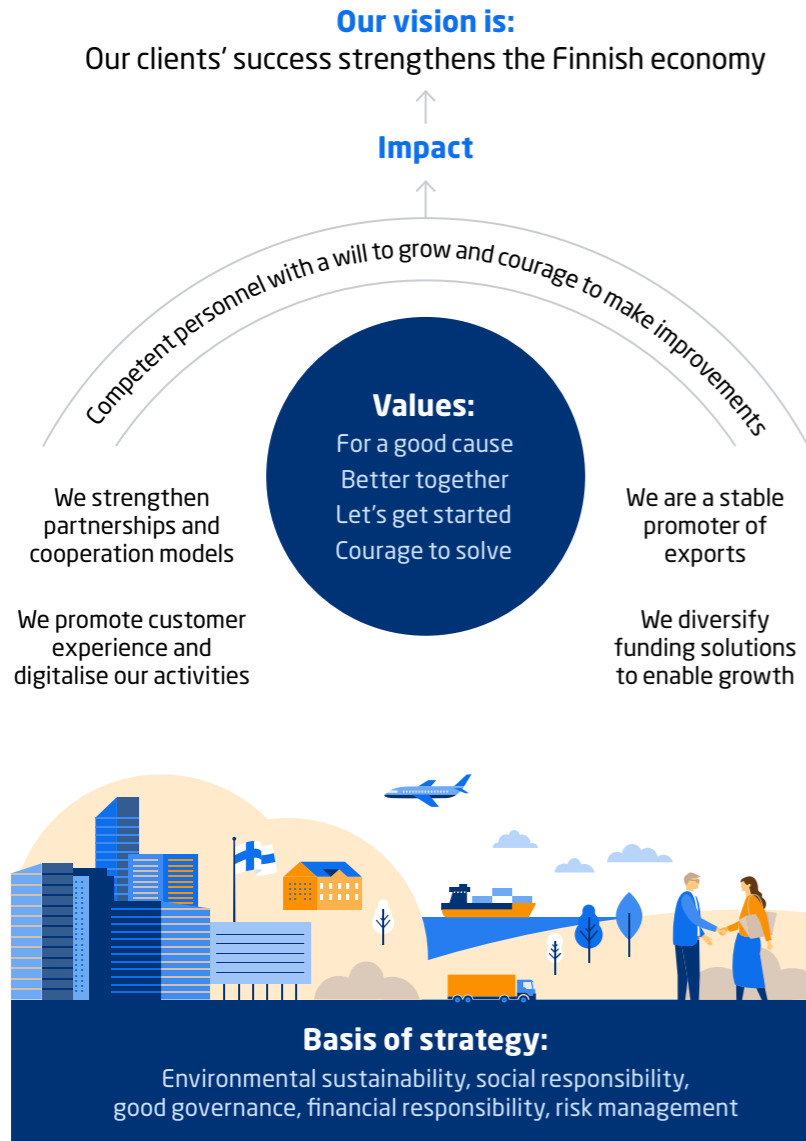 Our vision is:
Our clients’ success strengthens the Finnish economy
Impact
Competent personnel with a will to grow and courage to make improvements
Values:
For a good cause
Better together
Let’s get started
Courage to solve
We strengthen
partnerships and
cooperation models
We promote customer
experience and
digitalise our activities
We are a stable
promoter of
exports
We diversify
funding solutions
to enable growth
Basis of strategy:
Environmental sustainability, social responsibility,
good governance, financial responsibility, risk management